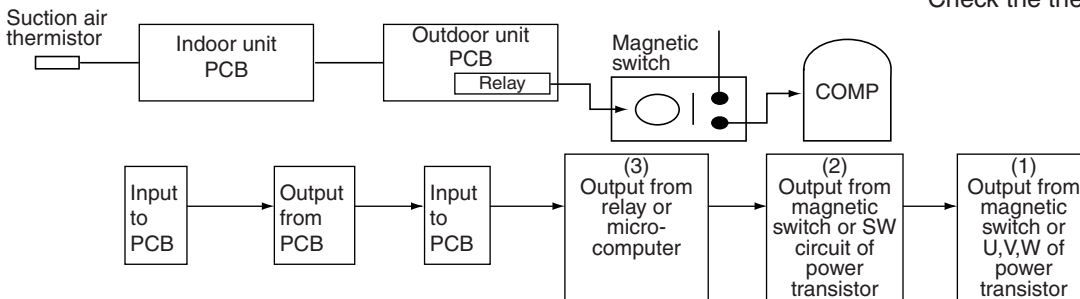 Check the the
Suction air
thermistor
Indoor unit
PCB
Outdoor unit
PCB
Relay
Magnetic
switch
COMP
Input
to
PCB
Output
from
PCB
Input
to
PCB
(3)
Output from
relay or
micro-
computer
(2)
Output from
magnetic
switch or SW
circuit of
power
transistor
(1)
Output from
magnetic
switch or
U,V,W of
power
transistor